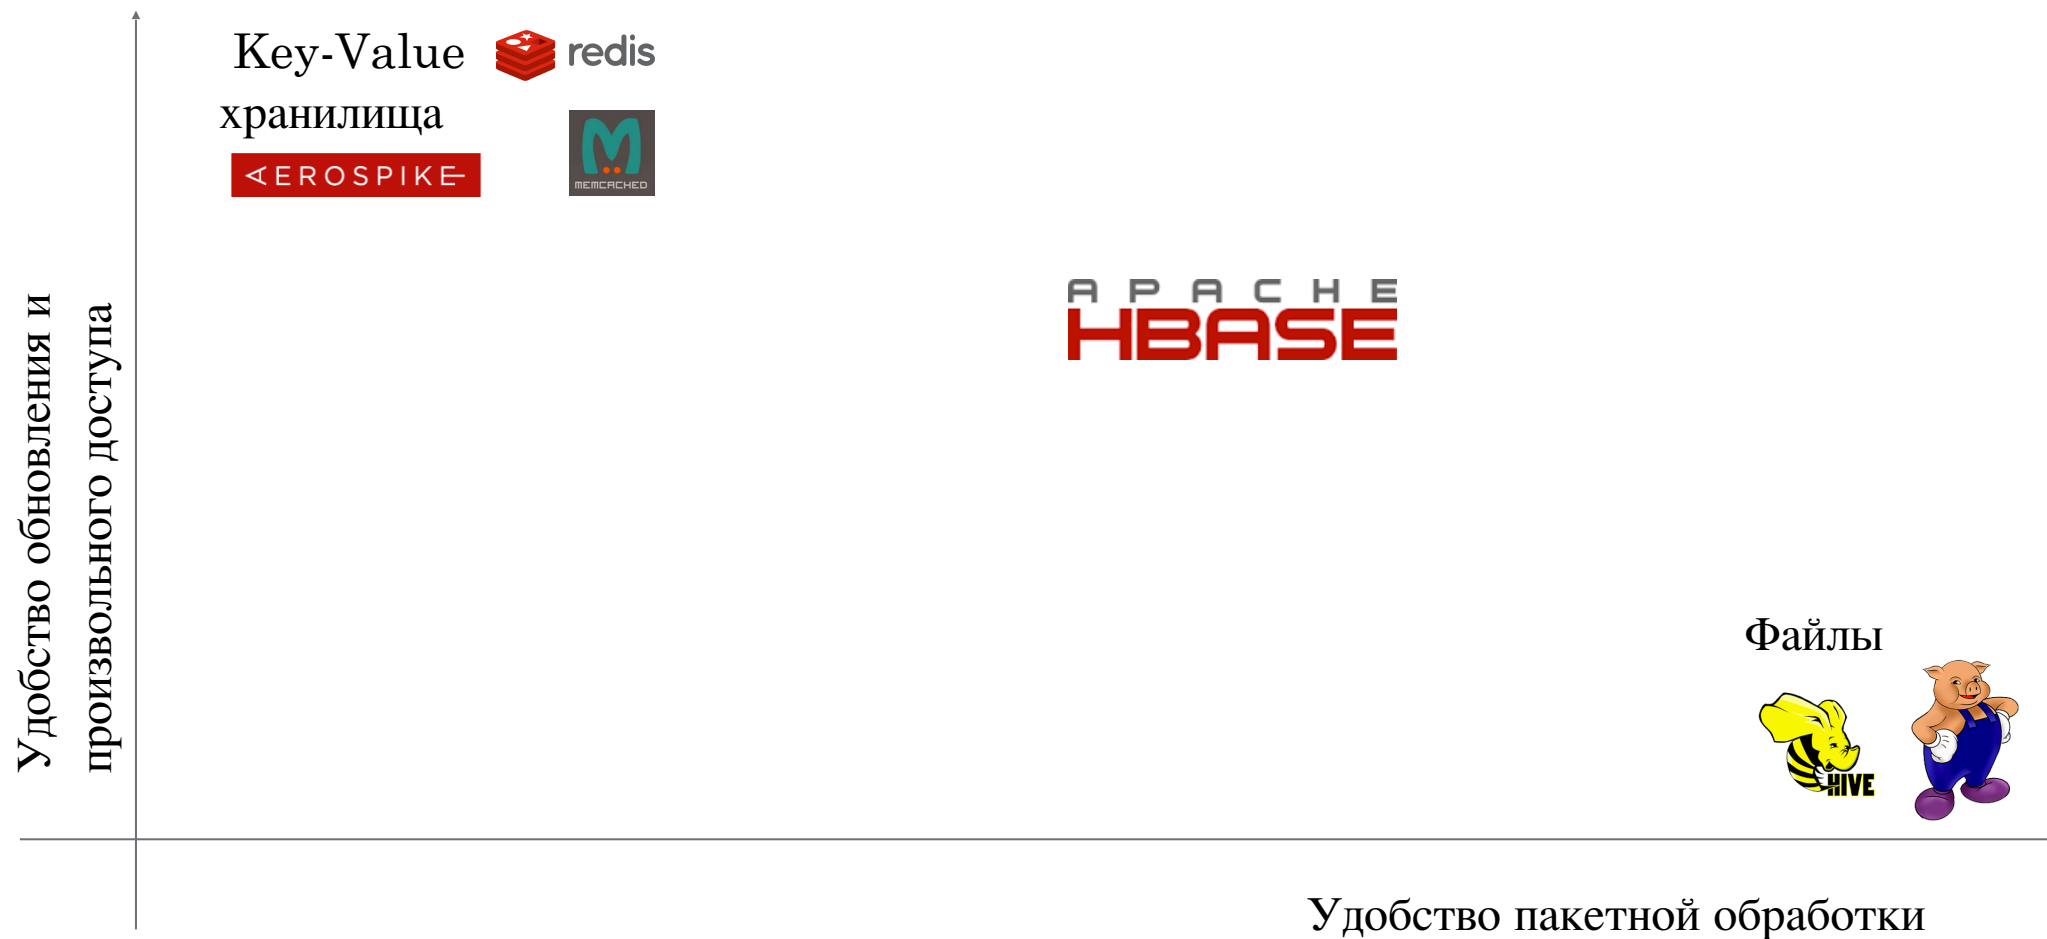 Key-Value
redis
хранилища
AEROSPIKE
MEMCACHED
APACHE
HBASE
Удобство обновления и
произвольного доступа
Файлы
HIVE
Удобство пакетной обработки